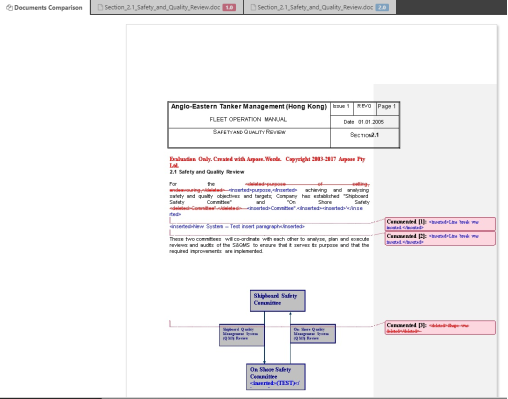 Documents Comparison
Section_2.1_Safety_and_Quality_Review.doc 1.0
Section_2.1_Safety_and_Quality_Review.doc 2.0
Anglo-Eastern Tanker Management (Hong Kong)
Issue 1
REV0
Page 1
FLEET OPERATION MANUAL
Date 01.01.2005
SAFETY AND QUALITY REVIEW
SECTION2.1
Evaluation Only. Created with Aspose.Words. Copyright 2003-2017 Aspose Pty
Ltd.
2.1 Safety and Quality Review
For the <deleted>purpose of setting,
endeavouring</deleted> <inserted>purpose,</inserted> achieving and analysing
safety and quality objectives and targets; Company has established "Shipboard
Safety Committee" and "On Shore Safety
<deleted>Committee".</deleted> <inserted>Committee".</inserted><inserted></inse
rted>
<inserted>New System -- Test insert paragraph</inserted>
These two committees will co-ordinate with each other to analyse, plan and execute
reviews and audits of the S&OMS to ensure that it serves its purpose and that the
required improvements are implemented.
Commented [1]: <inserted>Line break was
inserted.</inserted>
Commented [2]: <inserted>Line break was
inserted.</inserted>
Shipboard Safety
Committee
Shipboard Quality
Management System
(QMS) Review
On Shore Quality
Management System
(QMS) Review
Commented [3]:
On Shore Safety
Committee
<inserted>(TEST)</